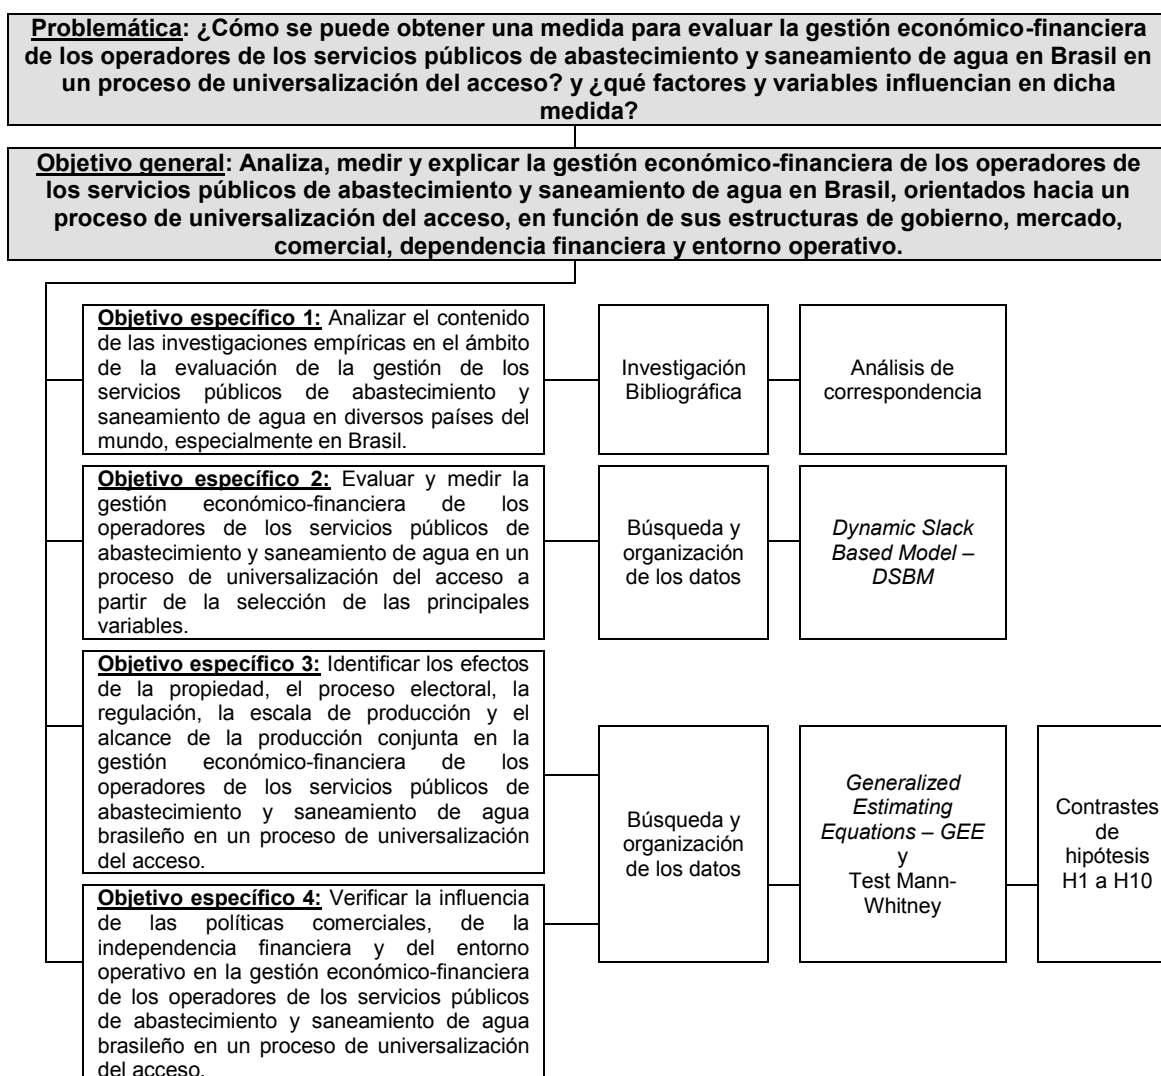 Problemática: ¿Cómo se puede obtener una medida para evaluar la gestión económico-financiera
de los operadores de los servicios públicos de abastecimiento y saneamiento de agua en Brasil en
un proceso de universalización del acceso? y ¿qué factores y variables influencian en dicha
medida?
Objetivo general: Analiza, medir y explicar la gestión económico-financiera de los operadores de
los servicios públicos de abastecimiento y saneamiento de agua en Brasil, orientados hacia un
proceso de universalización del acceso, en función de sus estructuras de gobierno, mercado,
comercial, dependencia financiera y entorno operativo.
Objetivo específico 1: Analizar el contenido
de las investigaciones empíricas en el ámbito
de la evaluación de la gestión de los
servicios públicos de abastecimiento y
saneamiento de agua en diversos países del
mundo, especialmente en Brasil.
Investigación
Bibliográfica
Análisis de
correspondencia
Objetivo específico 2: Evaluar y medir la
gestión económico-financiera de los
operadores de los servicios públicos de
abastecimiento y saneamiento de agua en un
proceso de universalización del acceso a
partir de la selección de las principales
variables.
Búsqueda y
organización
de los datos
Dynamic Slack
Based Model –
DSBM
Objetivo específico 3: Identificar los efectos
de la propiedad, el proceso electoral, la
regulación, la escala de producción y el
alcance de la producción conjunta en la
gestión económico-financiera de los
operadores de los servicios públicos de
abastecimiento y saneamiento de agua
brasileño en un proceso de universalización
del acceso.
Objetivo específico 4: Verificar la influencia
de las políticas comerciales, de la
independencia financiera y del entorno
operativo en la gestión económico-financiera
de los operadores de los servicios públicos
de abastecimiento y saneamiento de agua
brasileño en un proceso de universalización
del acceso.
Búsqueda y
organización
de los datos
Generalized
Estimating
Equations – GEE
y
Test Mann-
Whitney
Contrastes
de
hipótesis
H1 a H10